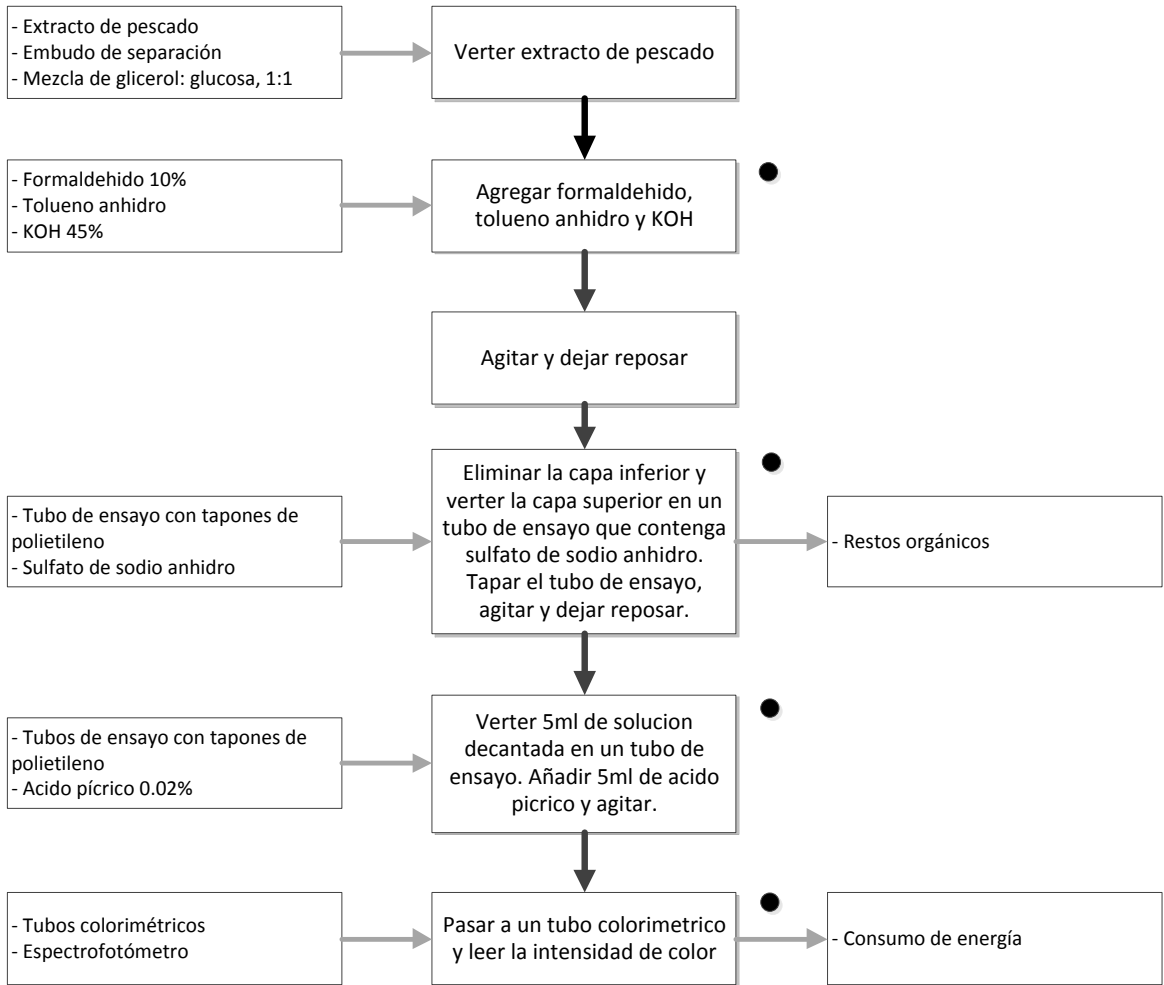 - Extracto de pescado
- Embudo de separación
- Mezcla de glicerol: glucosa, 1:1
Verter extracto de pescado
- Formaldehido 10%
- Tolueno anhidro
- KOH 45%
Agregar formaldehido,
tolueno anhidro y KOH
Agitar y dejar reposar
- Tubo de ensayo con tapones de
polietileno
- Sulfato de sodio anhidro
Eliminar la capa inferior y
verter la capa superior en un
tubo de ensayo que contenga
sulfato de sodio anhidro.
Tapar el tubo de ensayo,
agitar y dejar reposar.
- Restos orgánicos
- Tubos de ensayo con tapones de
polietileno
- Acido pícrico 0.02%
Verter 5ml de solucion
decantada en un tubo de
ensayo. Añadir 5ml de acido
picrico y agitar.
- Tubos colorimétricos
- Espectrofotómetro
Pasar a un tubo colorimetrico
y leer la intensidad de color
- Consumo de energía